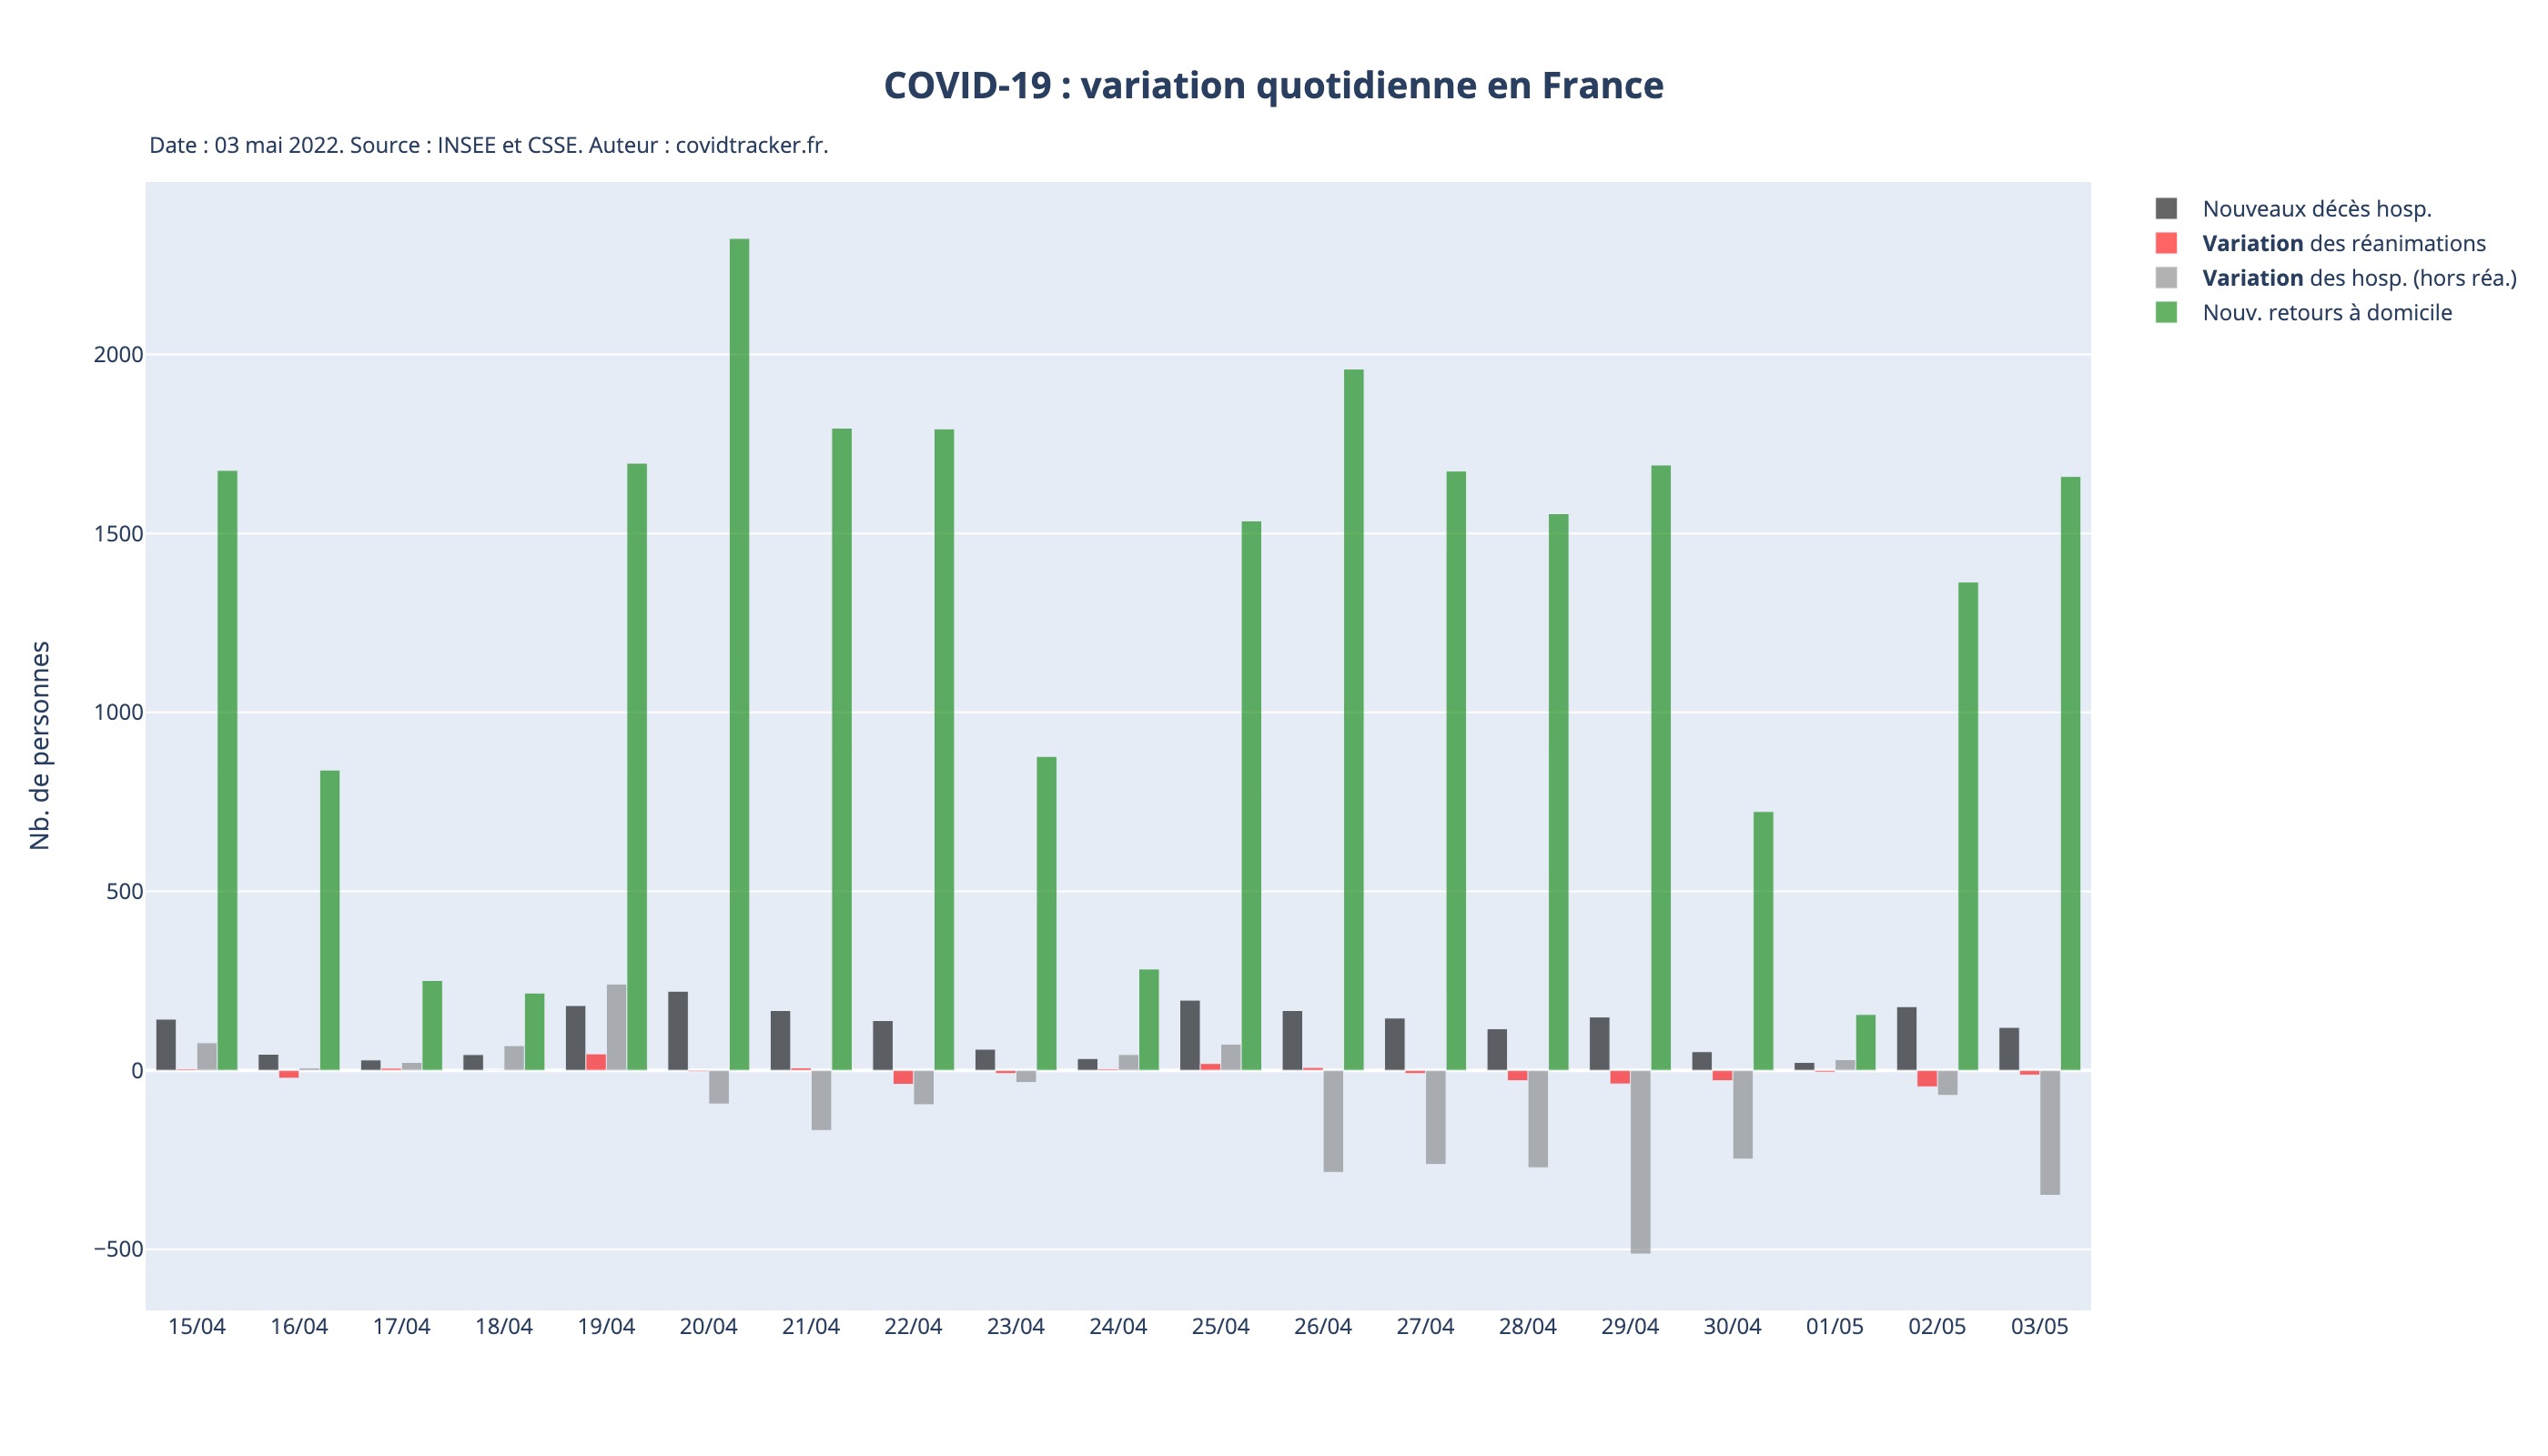 COVID-19 : variation quotidienne en France
Date : 03 mai 2022. Source : INSEE et CSSE. Auteur : covidtracker.fr.
Nouveaux décès hosp.
Variation des réanimations
Variation des hosp. (hors réa.)
Nouv. retours à domicile
Nb. de personnes
2000
1500
1000
500
0
−500
15/04 16/04 17/04 18/04 19/04 20/04 21/04 22/04 23/04 24/04 25/04 26/04 27/04 28/04 29/04 30/04 01/05 02/05 03/05